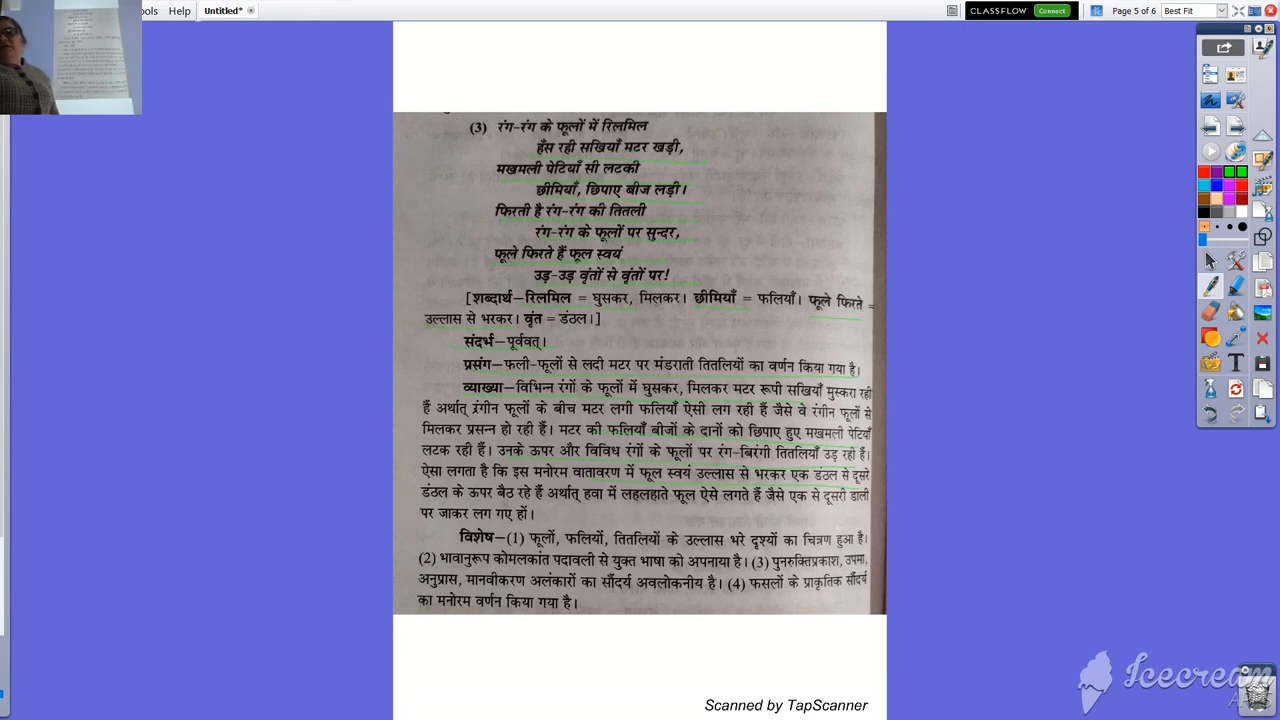 ols Help Untitled* CLASSFLOW Connect Page 5 of 6 Best Fit
(3) रंग-रंग के फूलों में रिलमिल
हँस रही सखियाँ मटर खड़ी,
मखमली पेटियाँ सी लटकी
छीमियाँ, छिपाए बीज लड़ी।
फिरती है रंग-रंग की तितली
रंग-रंग के फूलों पर सुन्दर,
फूले फिरते हैं फूल स्वयं
उड़-उड़ वृंतों से वृंतों पर!
[शब्दार्थ–रिलमिल = घुसकर, मिलकर। छीमियाँ = फलियाँ। फूले फिरते =
उल्लास से भरकर। वृंत = डंठल।]
संदर्भ–पूर्ववत्।
प्रसंग–फली-फूलों से लदी मटर पर मंडराती तितलियों का वर्णन किया गया है।
व्याख्या–विभिन्न रंगों के फूलों में घुसकर, मिलकर मटर रूपी सखियाँ मुस्करा रही
हैं अर्थात् रंगीन फूलों के बीच मटर लगी फलियाँ ऐसी लग रही हैं जैसे वे रंगीन फूलों से
मिलकर प्रसन्न हो रही हैं। मटर की फलियाँ बीजों के दानों को छिपाए हुए मखमली पेटियाँ
लटक रही हैं। उनके ऊपर और विविध रंगों के फूलों पर रंग-बिरंगी तितलियाँ उड़ रही हैं।
ऐसा लगता है कि इस मनोरम वातावरण में फूल स्वयं उल्लास से भरकर एक डंठल से दूसरे
डंठल के ऊपर बैठ रहे हैं अर्थात् हवा में लहलहाते फूल ऐसे लगते हैं जैसे एक से दूसरी डाली
पर जाकर लग गए हों।
विशेष–(1) फूलों, फलियों, तितलियों के उल्लास भरे दृश्यों का चित्रण हुआ है।
(2) भावानुरूप कोमलकांत पदावली से युक्त भाषा को अपनाया है। (3) पुनरुक्तिप्रकाश, उपमा,
अनुप्रास, मानवीकरण अलंकारों का सौंदर्य अवलोकनीय है। (4) फसलों के प्राकृतिक सौंदर्य
का मनोरम वर्णन किया गया है।
Icecream
APPS
Scanned by TapScanner